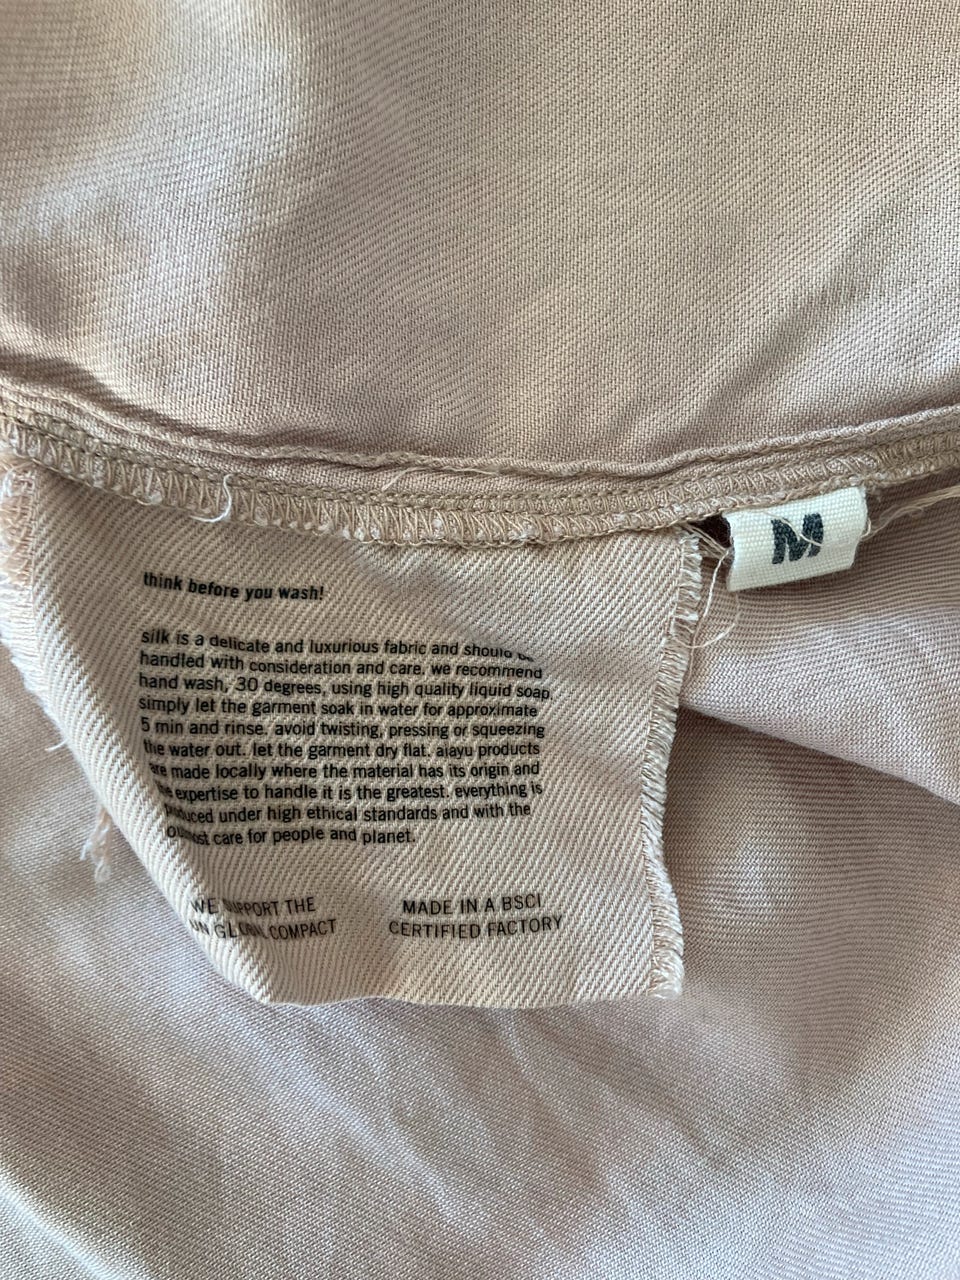 think before you wash!
silk is a delicate and luxurious fabric and should be
handled with consideration and care. we recommend
hand wash, 30 degrees, using high quality liquid soap,
simply let the garment soak in water for approximate
5 min and rinse. avoid twisting, pressing or squeezing
the water out. let the garment dry flat. aiayu products
are made locally where the material has its origin and
the expertise to handle it is the greatest. everything is
produced under high ethical standards and with the
outmost care for people and planet.
WE SUPPORT THE
UN GLOBAL COMPACT
MADE IN A BSCI
CERTIFIED FACTORY
M